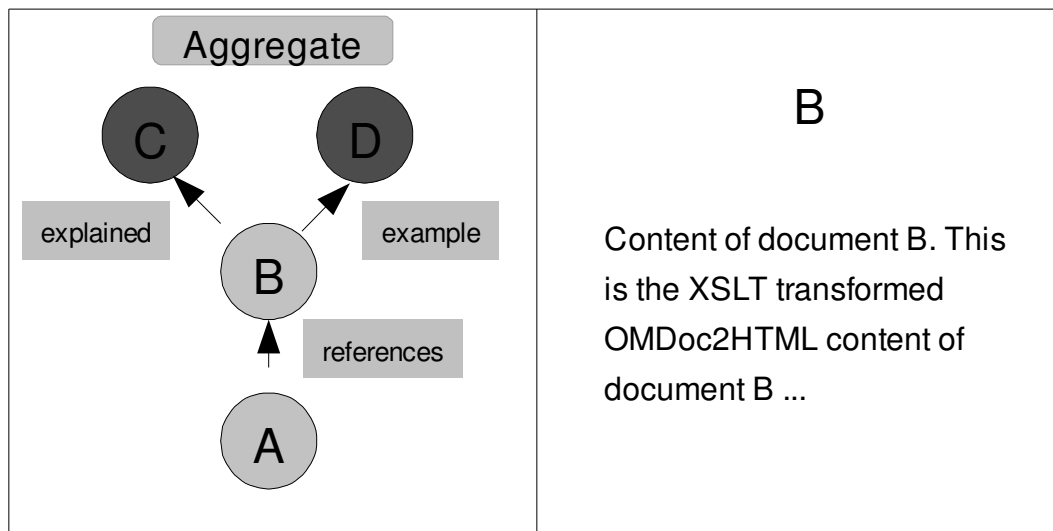 Aggregate
C
D
explained
example
B
references
A
B
Content of document B. This
is the XSLT transformed
OMDoc2HTML content of
document B ...